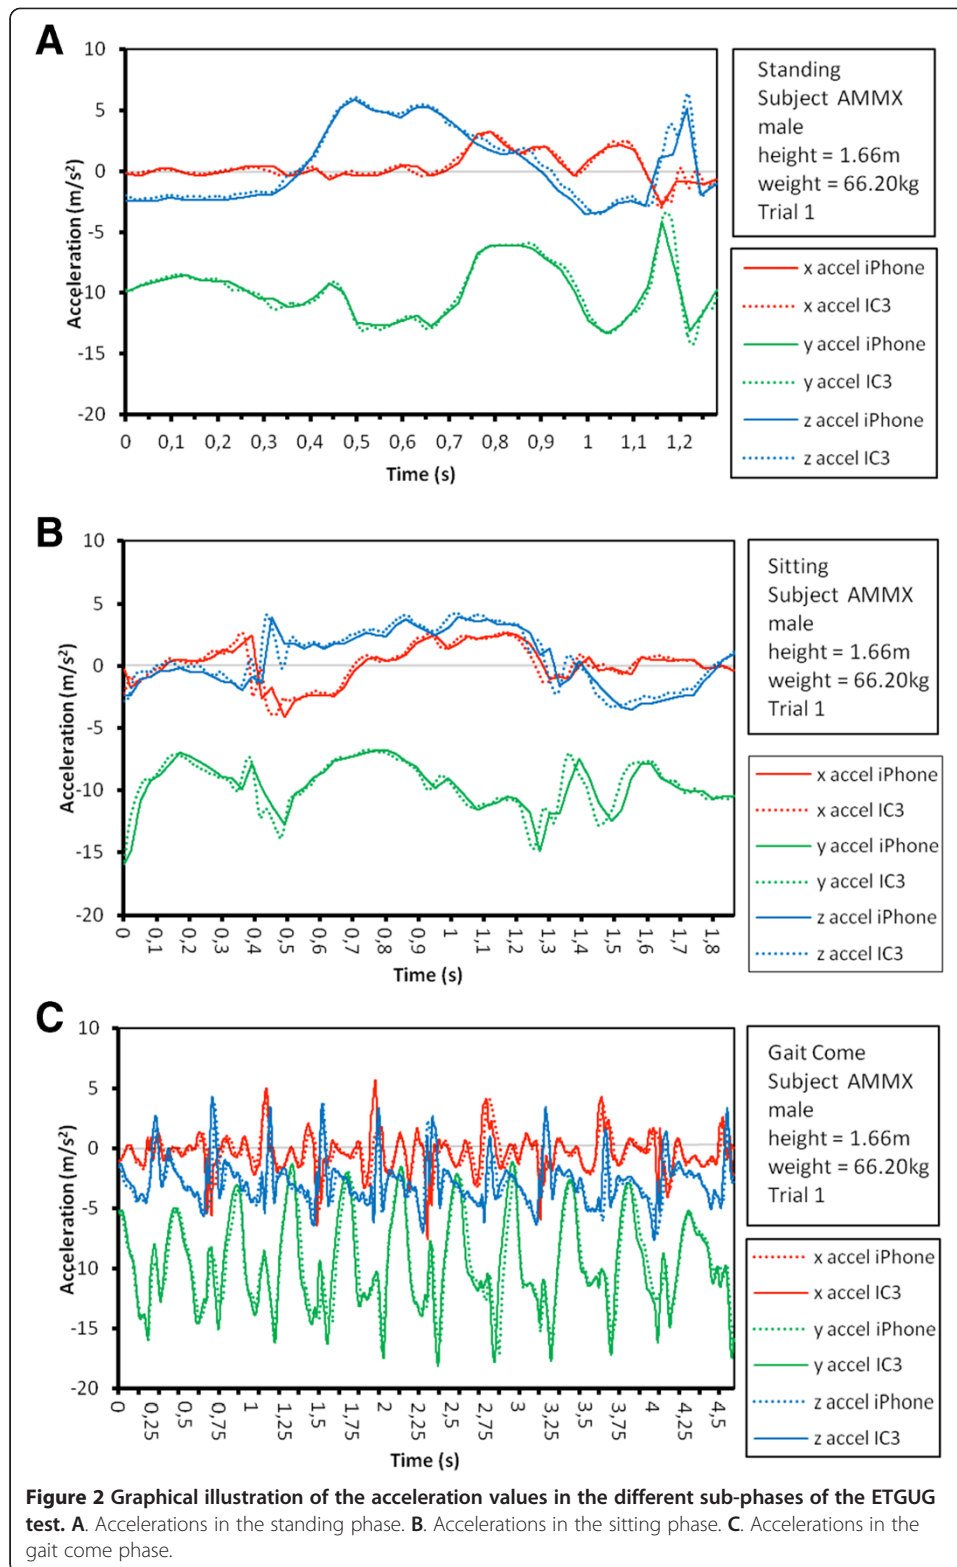 A
10
5
0
-5
-10
-15
-20
Acceleration (m/s²)
0 0,1 0,2 0,3 0,4 0,5 0,6 0,7 0,8 0,9 1 1,1 1,2
Time (s)
Standing
Subject AMMX
male
height = 1.66m
weight = 66.20kg
Trial 1
x accel iPhone
x accel IC3
y accel iPhone
y accel IC3
z accel iPhone
z accel IC3
B
10
5
0
-5
-10
-15
-20
Acceleration (m/s²)
0 0,1 0,2 0,3 0,4 0,5 0,6 0,7 0,8 0,9 1 1,1 1,2 1,3 1,4 1,5 1,6 1,7 1,8
Time (s)
Sitting
Subject AMMX
male
height = 1.66m
weight = 66.20kg
Trial 1
x accel iPhone
x accel IC3
y accel iPhone
y accel IC3
z accel iPhone
z accel IC3
C
10
5
0
-5
-10
-15
-20
Acceleration (m/s²)
0 0,25 0,5 0,75 1 1,25 1,5 1,75 2 2,25 2,5 2,75 3 3,25 3,5 3,75 4 4,25 4,5
Time (s)
Gait Come
Subject AMMX
male
height = 1.66m
weight = 66.20kg
Trial 1
x accel iPhone
x accel IC3
y accel iPhone
y accel IC3
z accel iPhone
z accel IC3
Figure 2 Graphical illustration of the acceleration values in the different sub-phases of the ETGUG
test. A. Accelerations in the standing phase. B. Accelerations in the sitting phase. C. Accelerations in the
gait come phase.